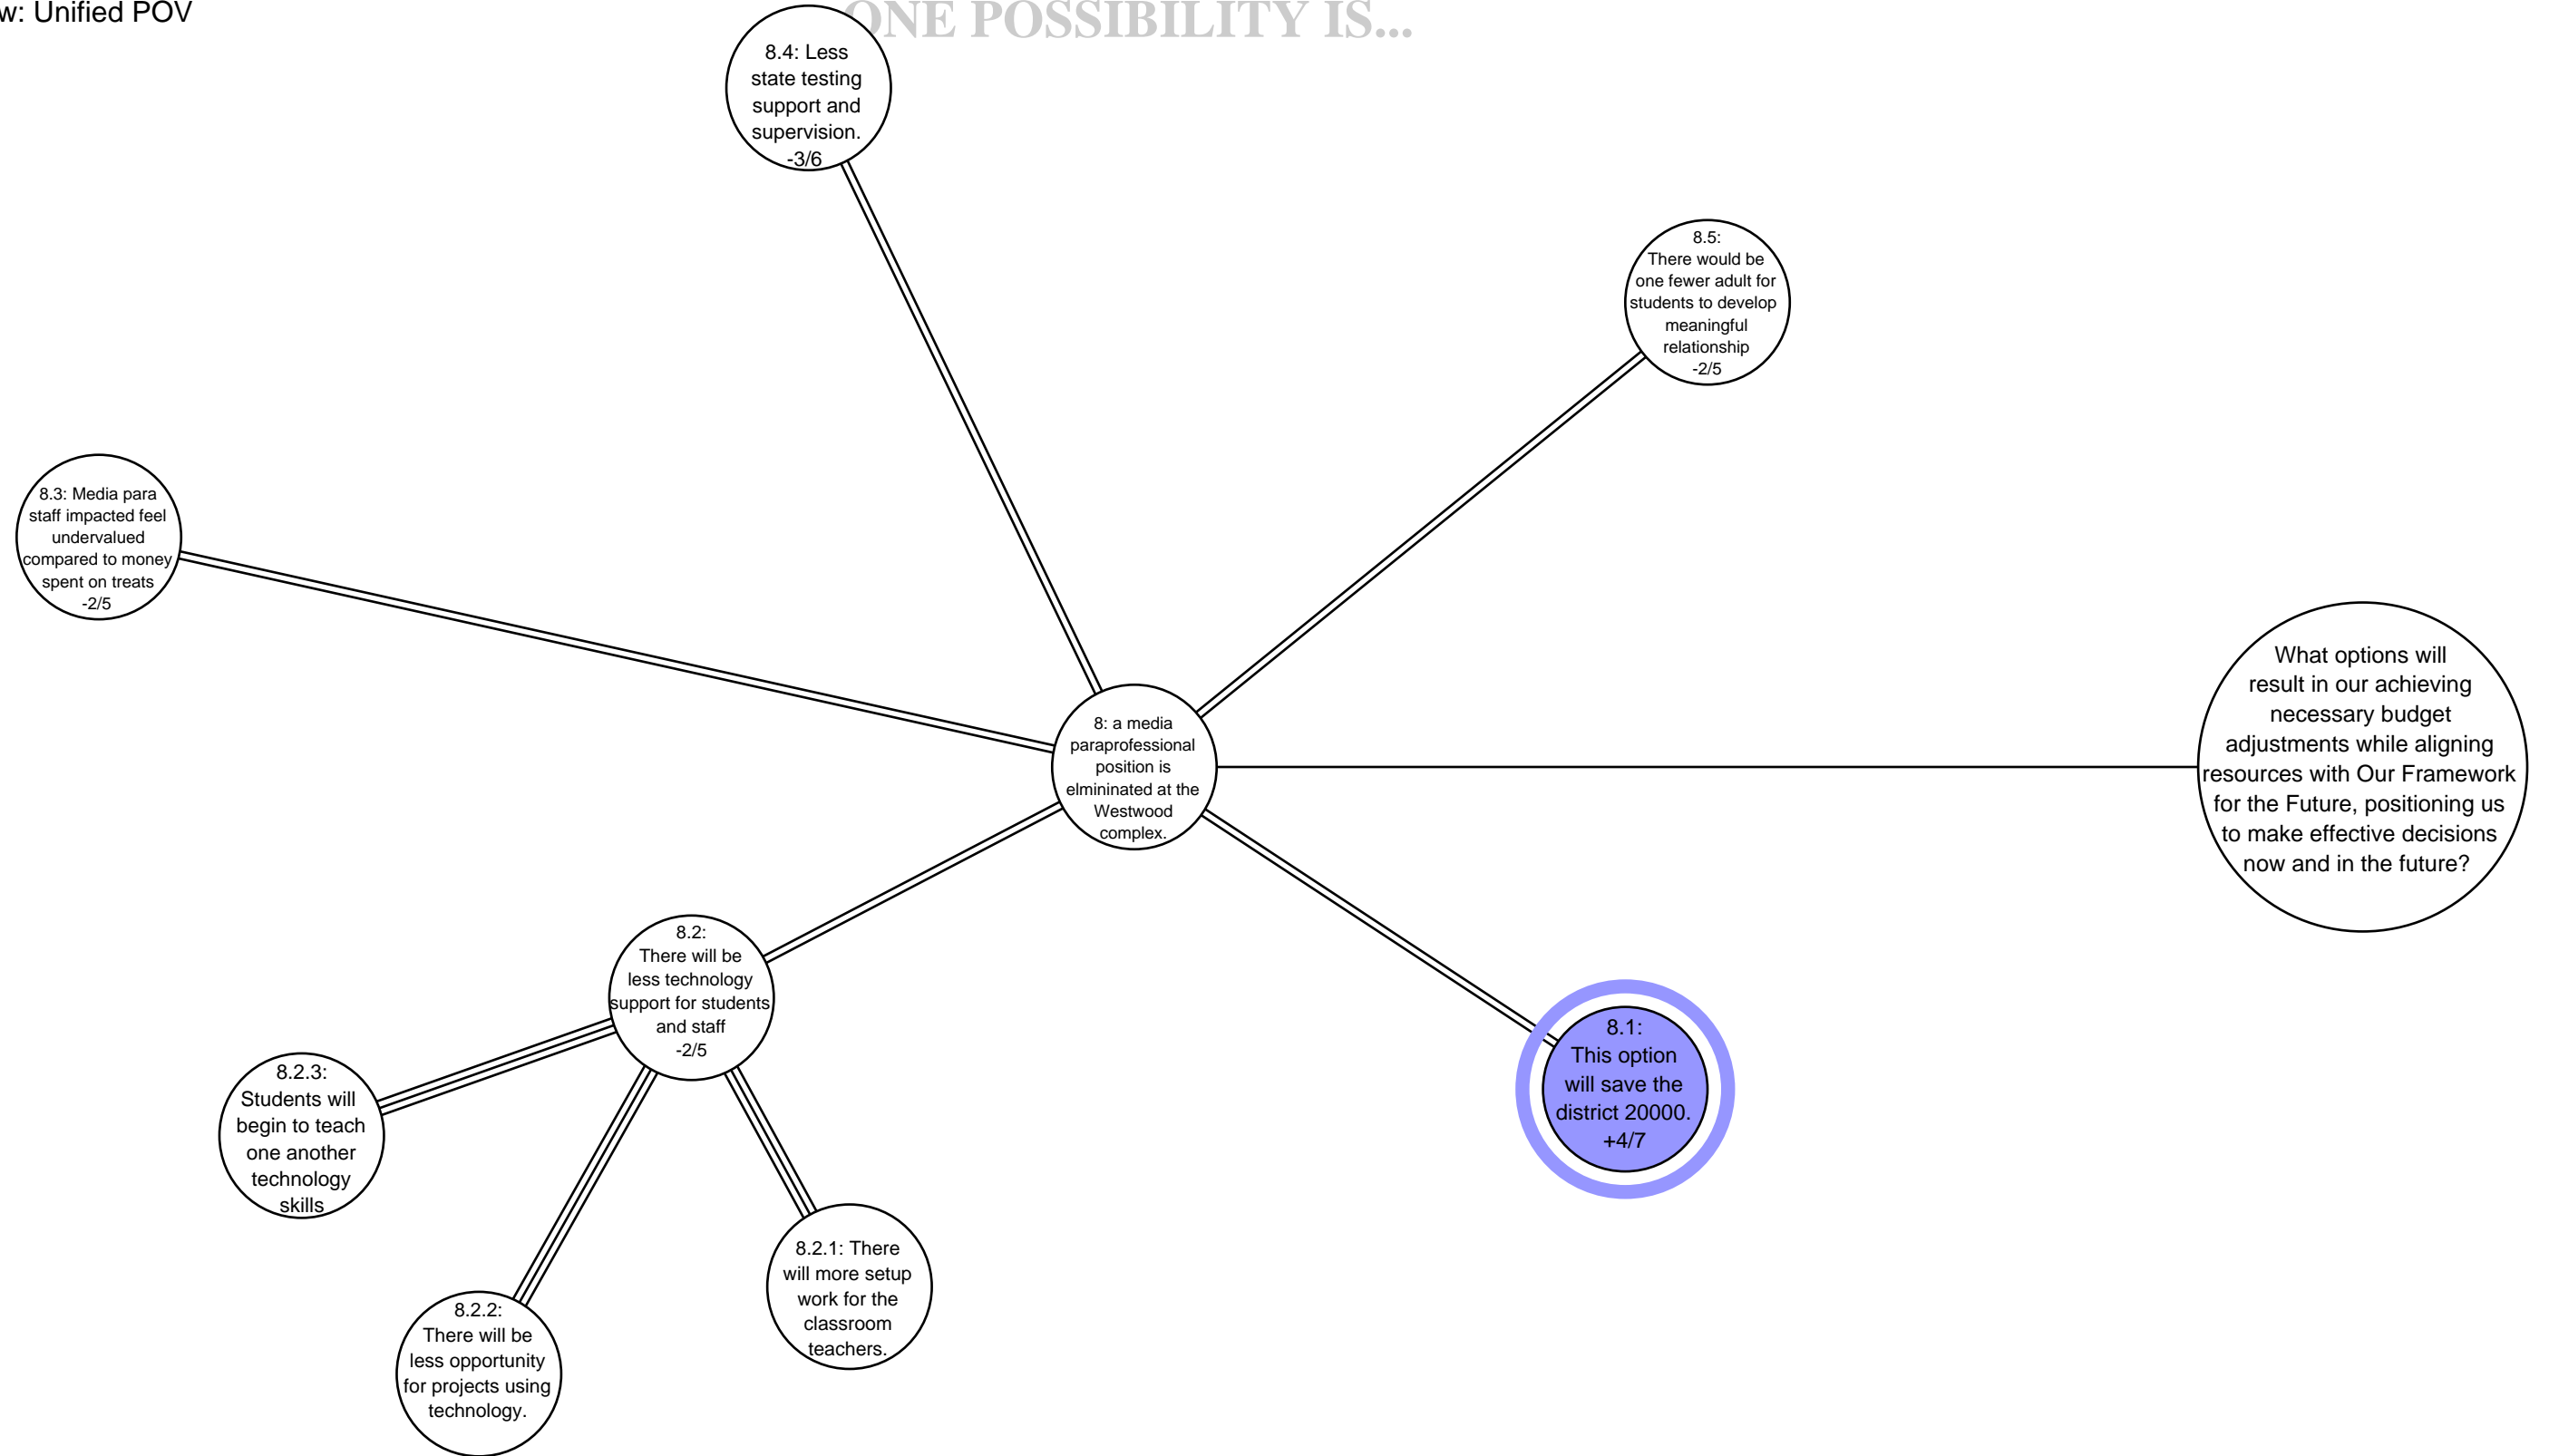 w: Unified POV
ONE POSSIBILITY IS...
8.4: Less
state testing
support and
supervision.
-3/6
8.5:
There would be
one fewer adult for
students to develop
meaningful
relationship
-2/5
8.3: Media para
staff impacted feel
undervalued
compared to money
spent on treats
-2/5
What options will
result in our achieving
necessary budget
adjustments while aligning
resources with Our Framework
for the Future, positioning us
to make effective decisions
now and in the future?
8: a media
paraprofessional
position is
elmininated at the
Westwood
complex.
8.2:
There will be
less technology
support for students
and staff
-2/5
8.1:
This option
will save the
district 20000.
+4/7
8.2.3:
Students will
begin to teach
one another
technology
skills
8.2.1: There
will more setup
work for the
classroom
teachers.
8.2.2:
There will be
less opportunity
for projects using
technology.